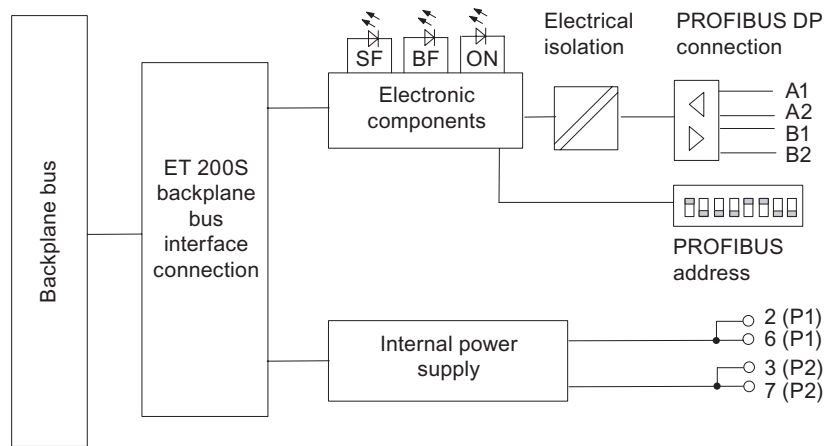 Electrical
isolation
PROFIBUS DP
connection
SF BF ON
Electronic
components
A1
A2
B1
B2
Backplane bus
ET 200S
backplane
bus
interface
connection
PROFIBUS
address
Internal power
supply
2 (P1)
6 (P1)
3 (P2)
7 (P2)